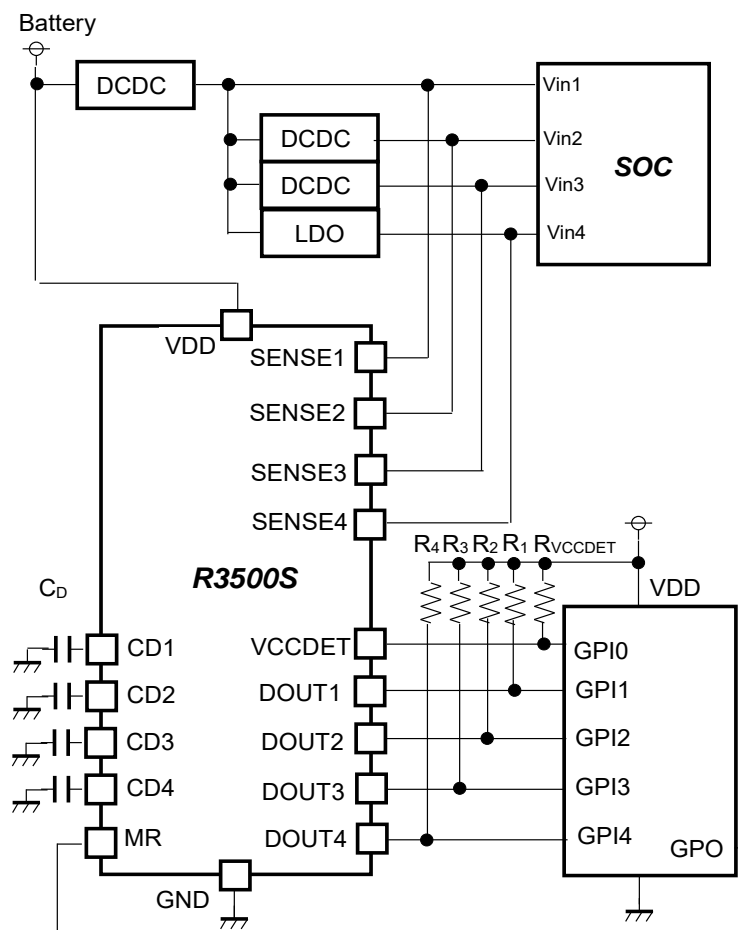 Battery
DCDC
Vin1
DCDC
Vin2
SOC
DCDC
Vin3
LDO
Vin4
VDD
SENSE1
SENSE2
SENSE3
SENSE4
R4 R3 R2 R1 RVCCDET
VDD
R3500S
CD
CD1
VCCDET
GPI0
CD2
DOUT1
GPI1
CD3
DOUT2
GPI2
CD4
DOUT3
GPI3
MR
DOUT4
GPI4
GPO
GND